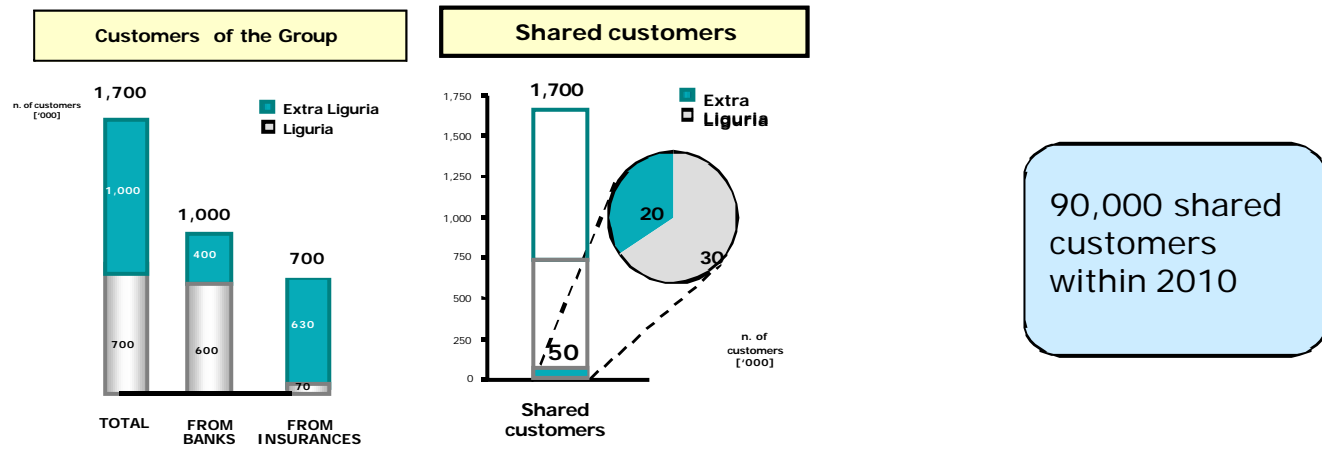 Customers of the Group
n. of customers
['000]
1,700
Extra Liguria
Liguria
1,000
1,000
400
700
630
700
600
70
TOTAL
FROM
BANKS
FROM
INSURANCES
Shared customers
1,750
1,500
1,250
1,000
750
500
250
0
1,700
Extra
Liguria
20
30
50
n. of
customers
['000]
Shared
customers
90,000 shared
customers
within 2010